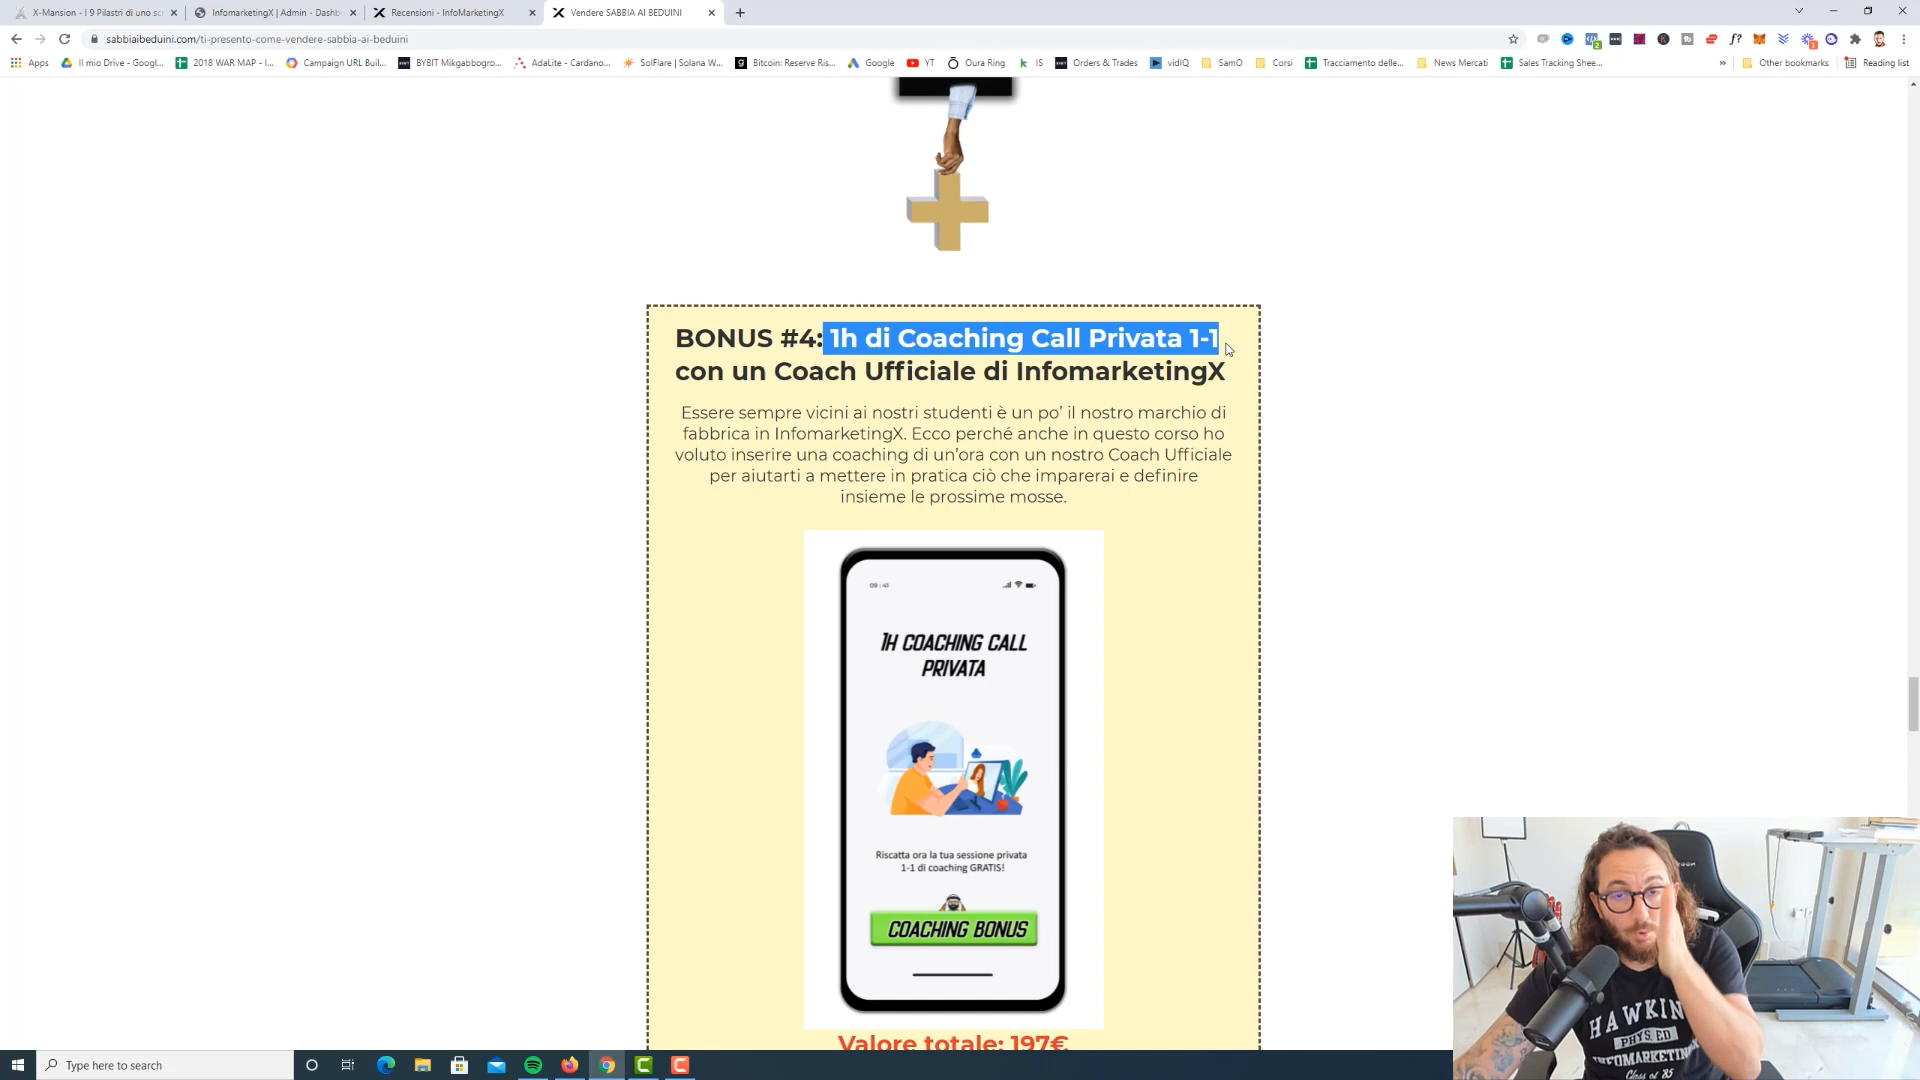 X-Mansion - I 9 Pilastri di uno sc
InfomarketingX | Admin - Dashb
Recensioni - InfoMarketingX
Vendere SABBIA AI BEDUINI
sabbiaibeduini.com/ti-presento-come-vendere-sabbia-ai-beduini
Apps
Il mio Drive - Googl...
2018 WAR MAP - I...
Campaign URL Buil...
BYBIT Mikgabbogro...
AdaLite - Cardano...
SolFlare | Solana W...
Bitcoin: Reserve Ris...
Google
YT
Oura Ring
IS
Orders & Trades
vidIQ
SamO
Corsi
Tracciamento delle...
News Mercati
Sales Tracking Shee...
»
Other bookmarks
Reading list
BONUS #4: 1h di Coaching Call Privata 1-1
con un Coach Ufficiale di InfomarketingX
Essere sempre vicini ai nostri studenti è un po’ il nostro marchio di
fabbrica in InfomarketingX. Ecco perché anche in questo corso ho
voluto inserire una coaching di un’ora con un nostro Coach Ufficiale
per aiutarti a mettere in pratica ciò che imparerai e definire
insieme le prossime mosse.
09:41
1H COACHING CALL
PRIVATA
Riscatta ora la tua sessione privata
1-1 di coaching GRATIS!
COACHING BONUS
Valore totale: 197€
HAWKIN
PHYS. ED
INFOMARKETIN
Class of 85
Type here to search